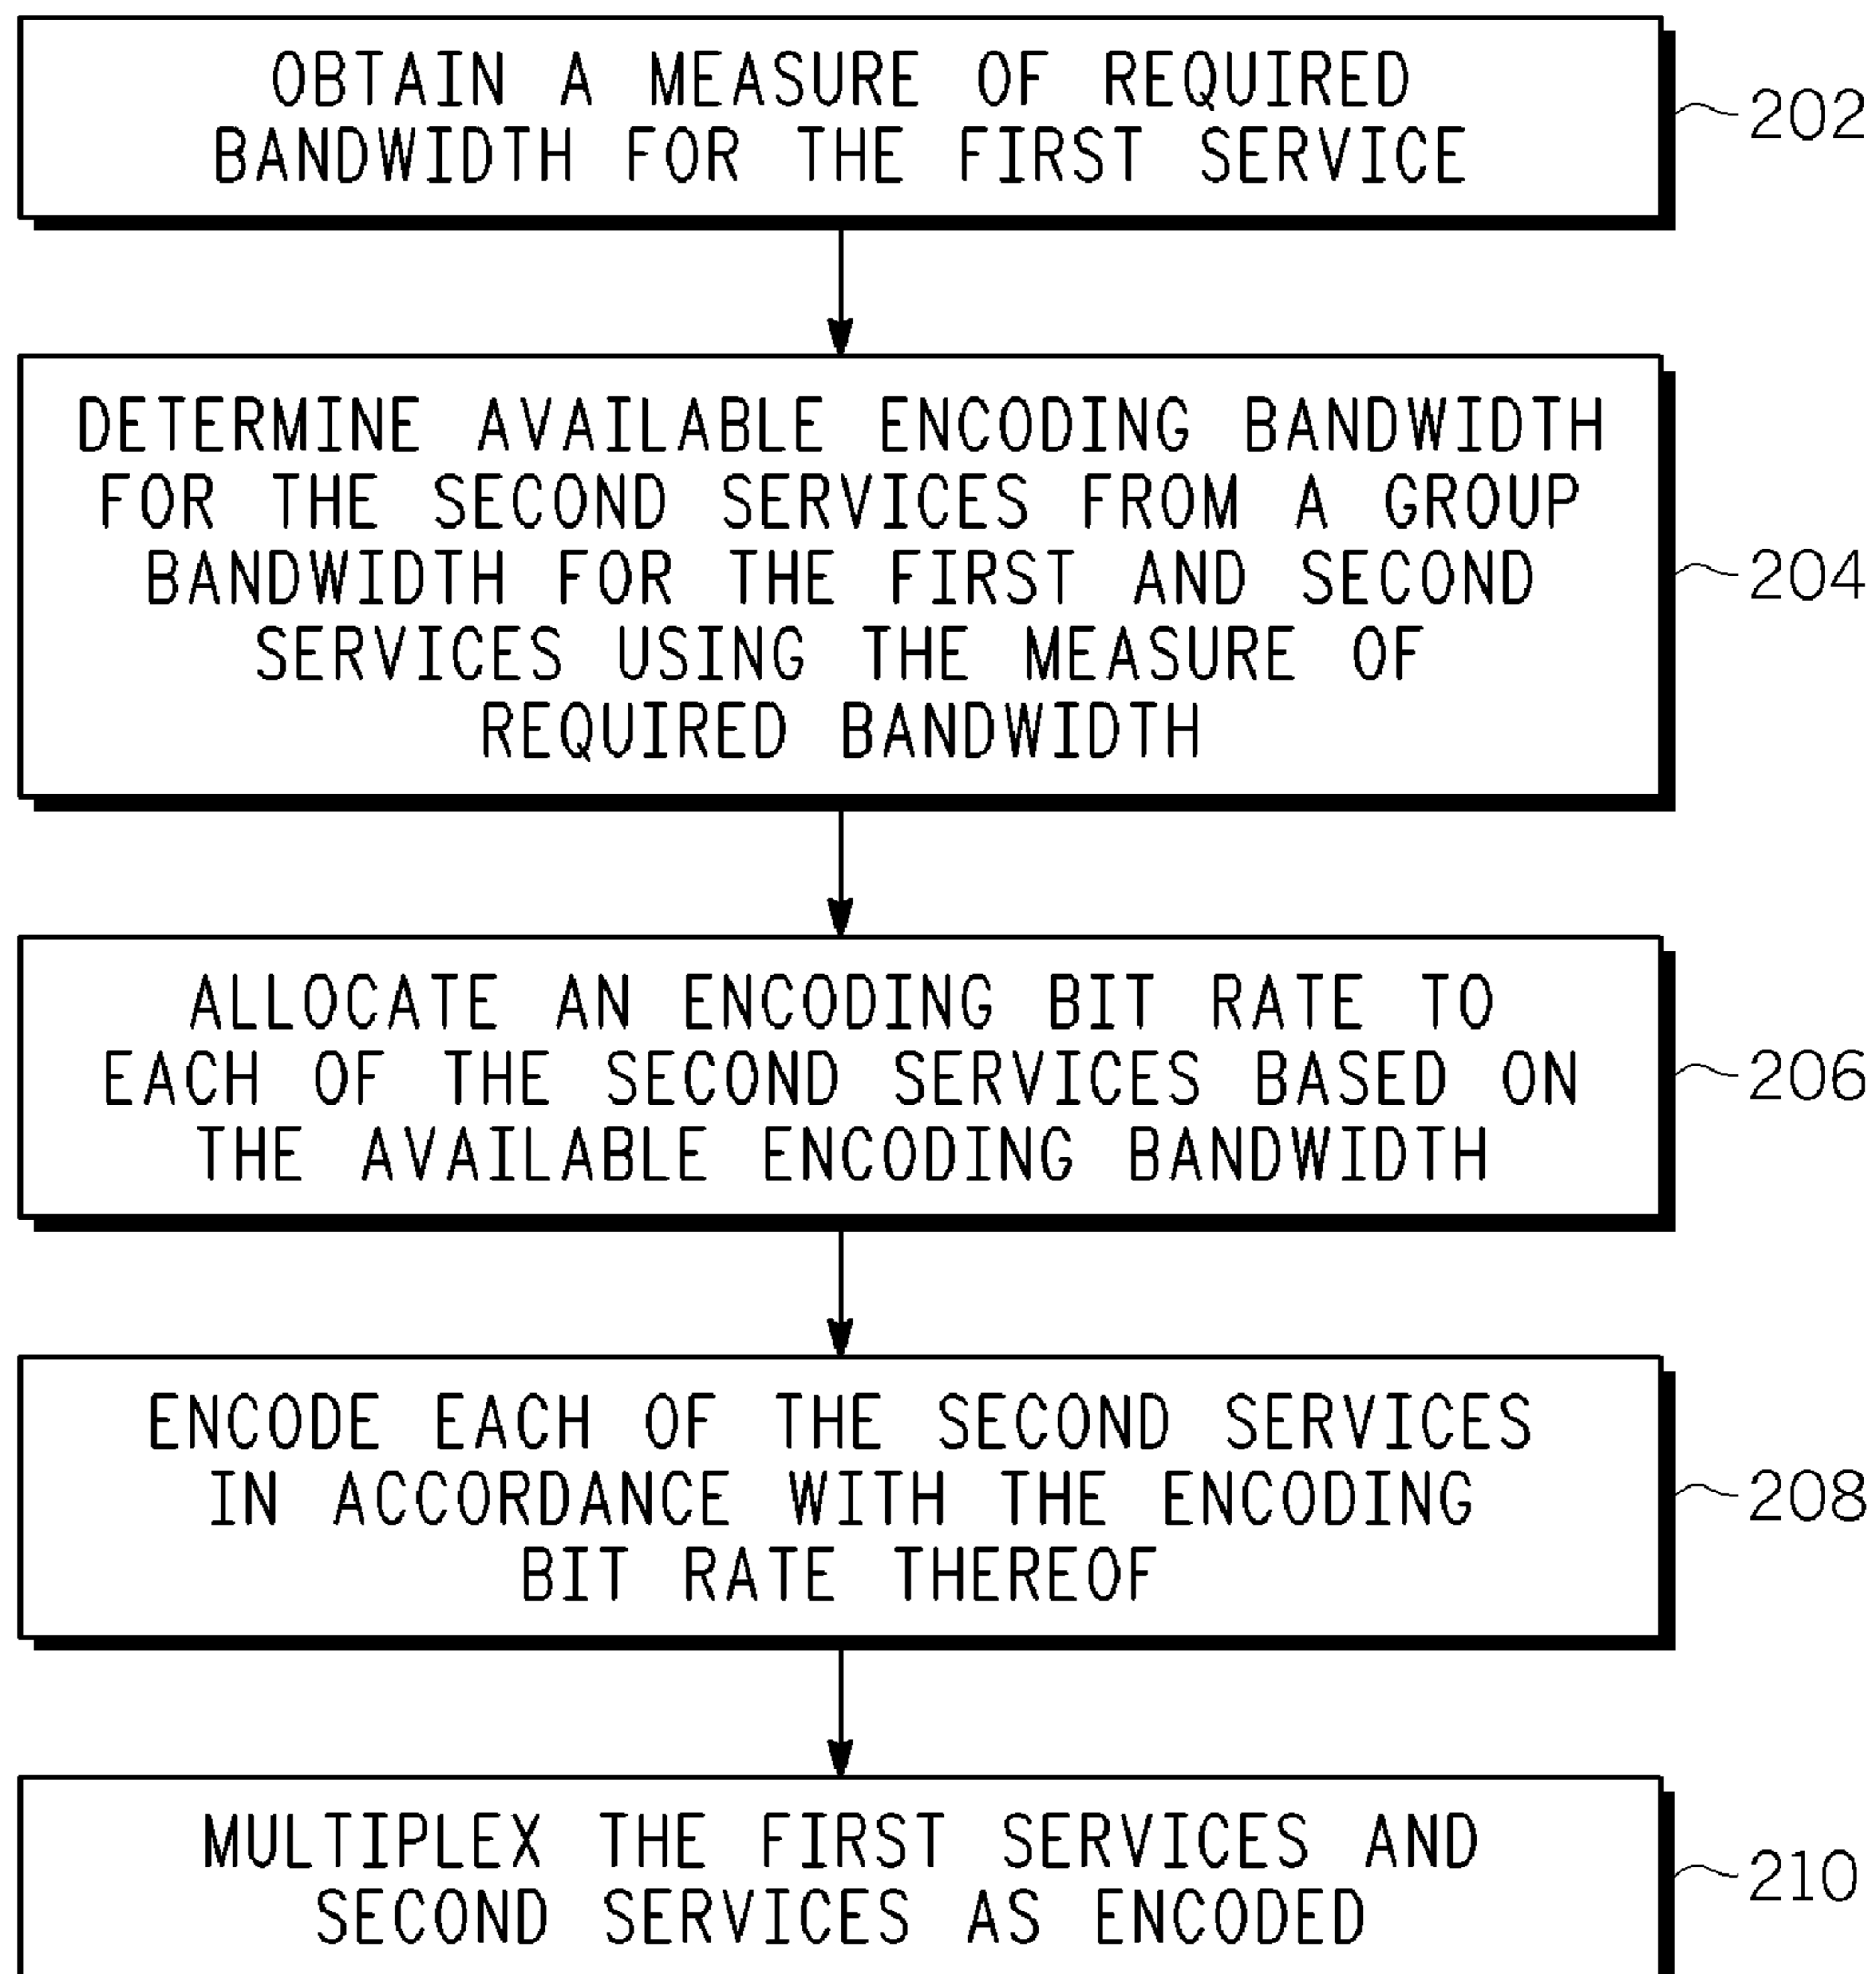 OBTAIN A MEASURE OF REQUIRED
BANDWIDTH FOR THE FIRST SERVICE
202
DETERMINE AVAILABLE ENCODING BANDWIDTH
FOR THE SECOND SERVICES FROM A GROUP
BANDWIDTH FOR THE FIRST AND SECOND
SERVICES USING THE MEASURE OF
REQUIRED BANDWIDTH
204
ALLOCATE AN ENCODING BIT RATE TO
EACH OF THE SECOND SERVICES BASED ON
THE AVAILABLE ENCODING BANDWIDTH
206
ENCODE EACH OF THE SECOND SERVICES
IN ACCORDANCE WITH THE ENCODING
BIT RATE THEREOF
208
MULTIPLEX THE FIRST SERVICES AND
SECOND SERVICES AS ENCODED
210